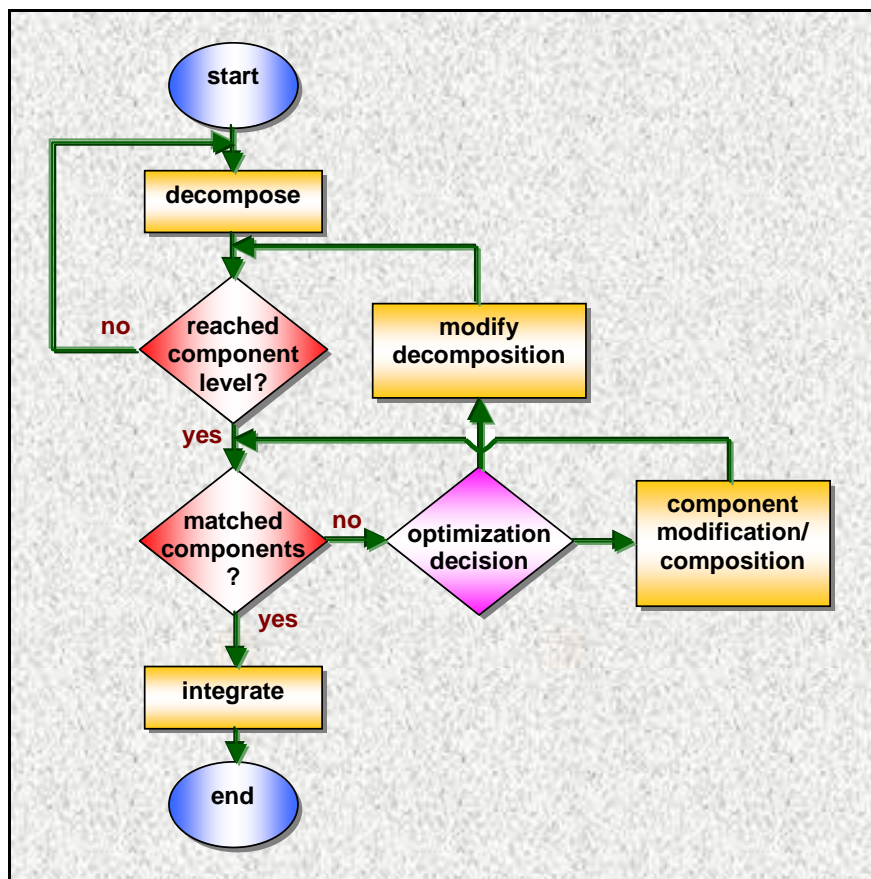 start
decompose
no
reached
component
level?
modify
decomposition
yes
matched
components
?
no
optimization
decision
component
modification/
composition
yes
integrate
end